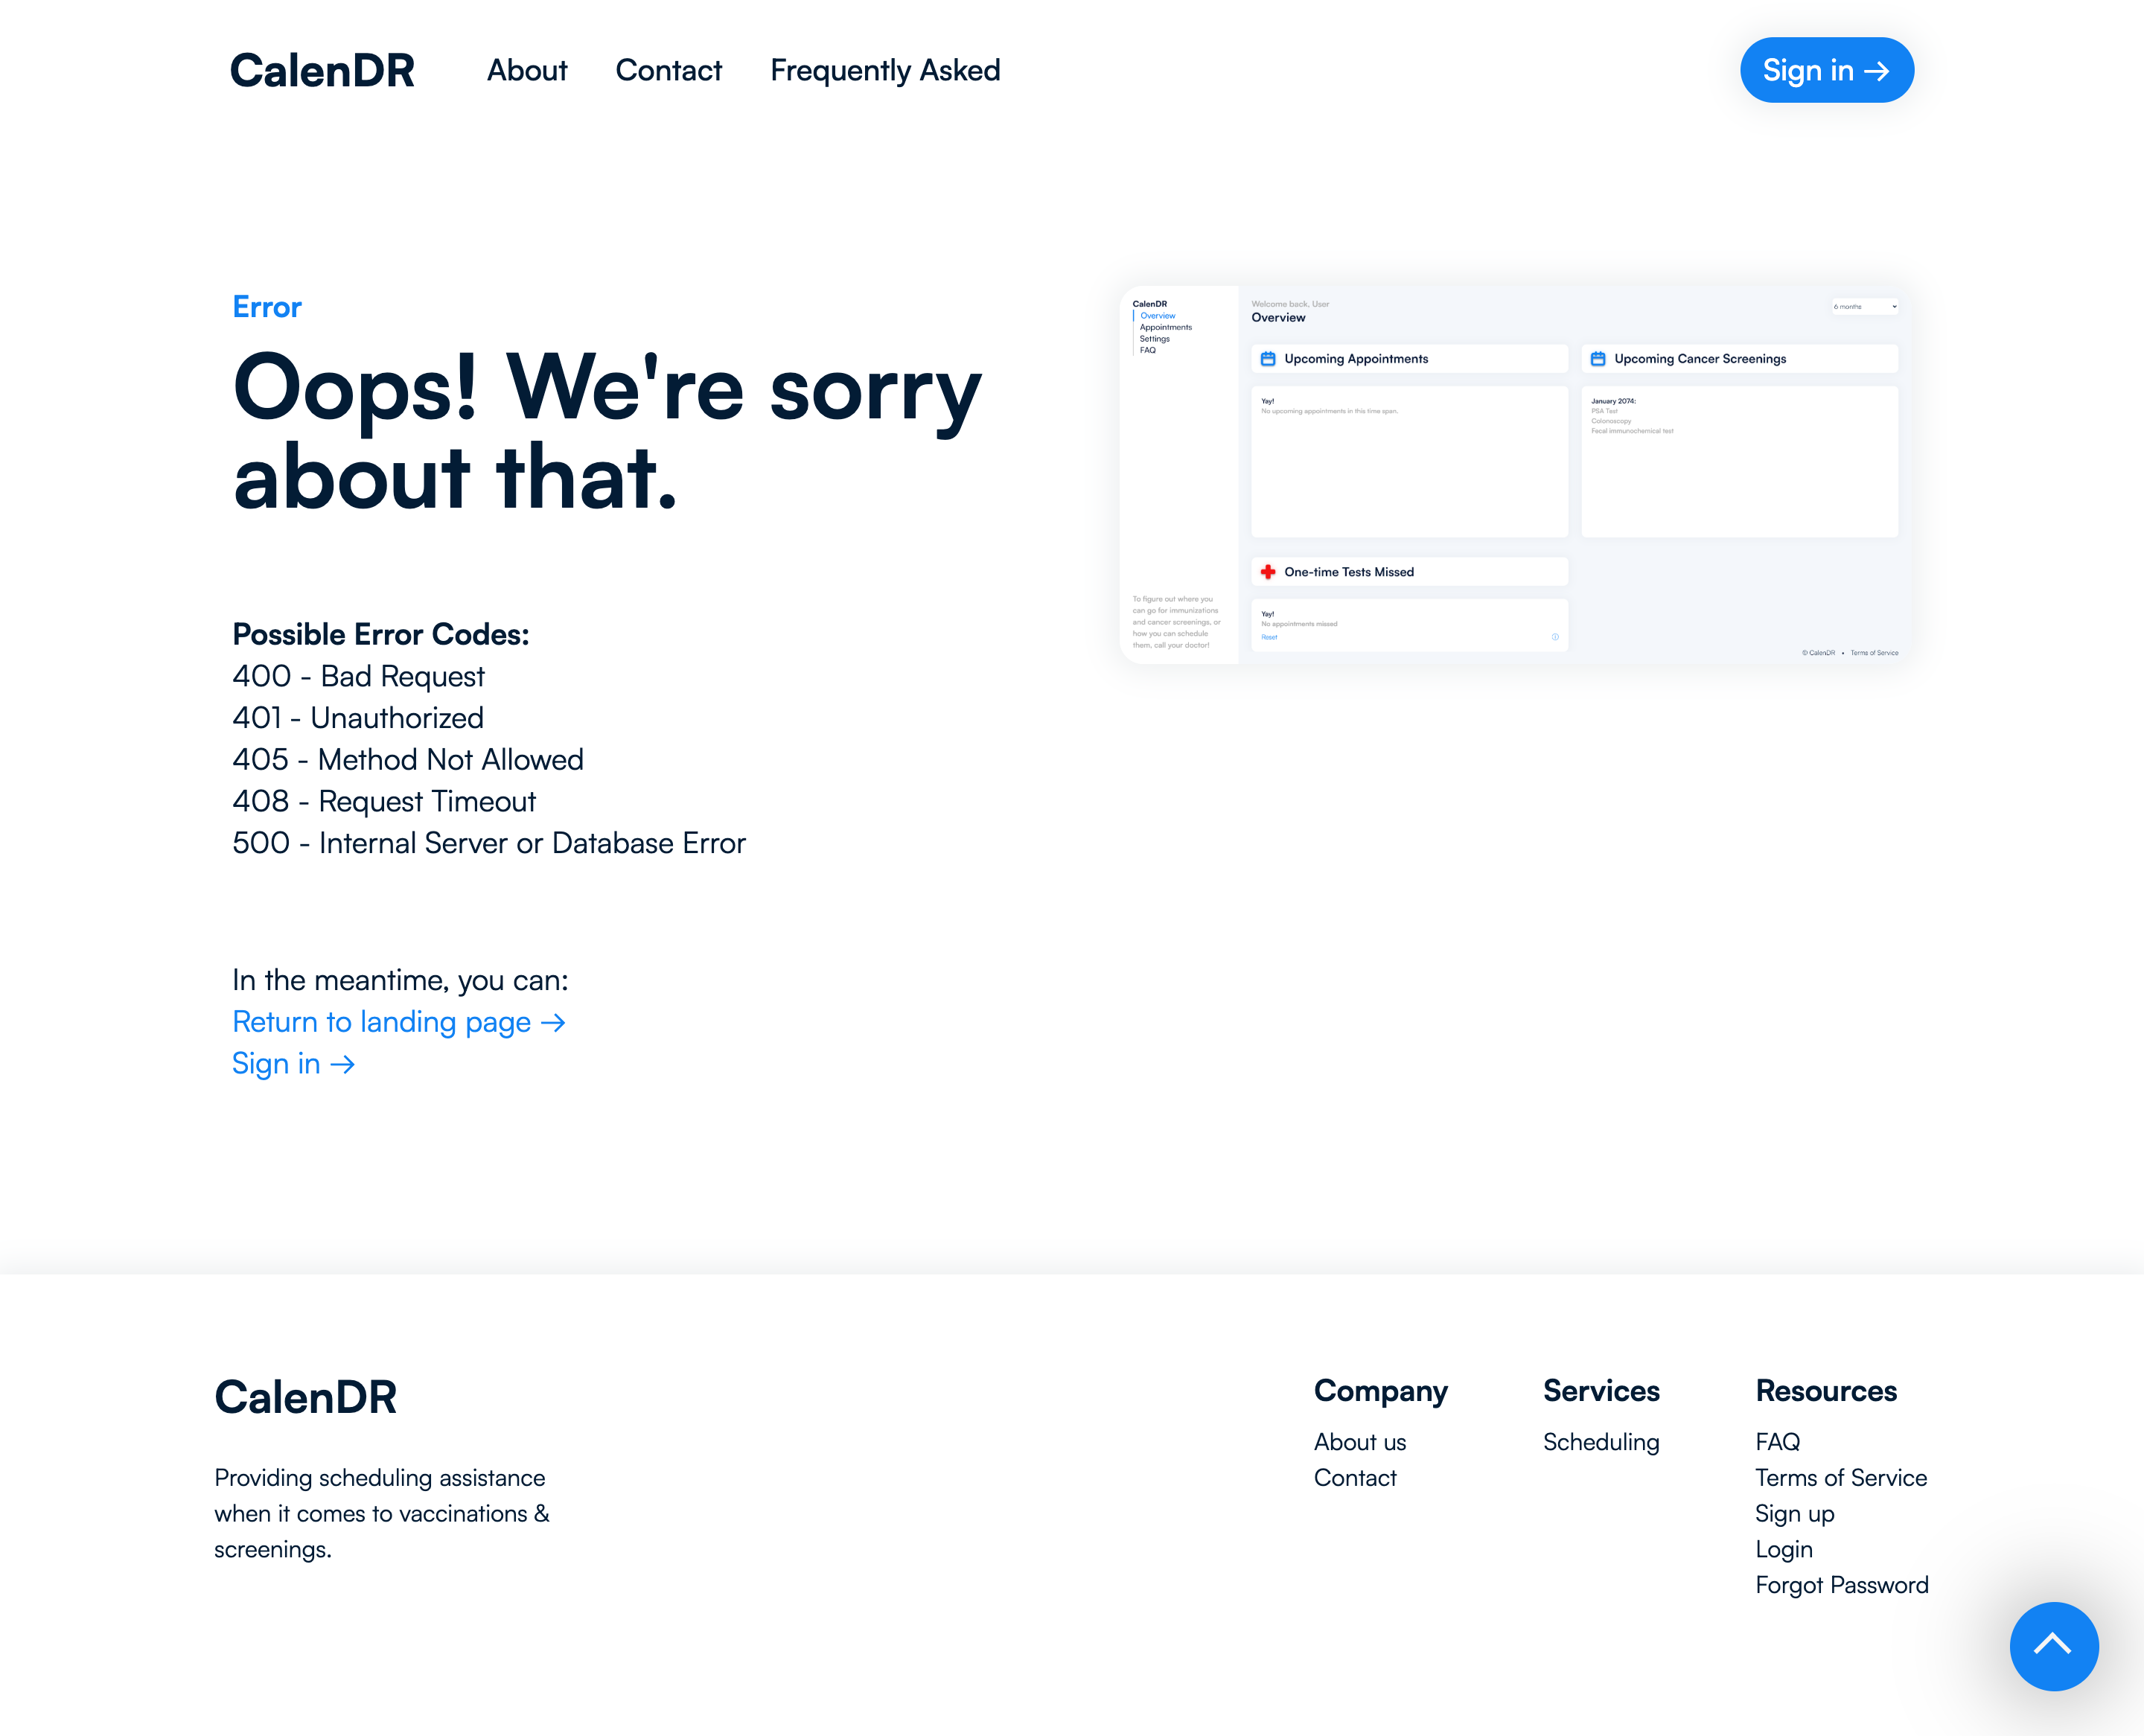 CalenDR
About
Contact
Frequently Asked
Sign in →
Error
Oops! We're sorry
about that.
Possible Error Codes:
400 - Bad Request
401 - Unauthorized
405 - Method Not Allowed
408 - Request Timeout
500 - Internal Server or Database Error
In the meantime, you can:
Return to landing page →
Sign in →
CalenDR
Overview
Appointments
Settings
FAQ
To figure out where you
can go for immunizations
and cancer screenings, or
how you can schedule
them, call your doctor!
Welcome back, User
Overview
6 months
Upcoming Appointments
Yay!
No upcoming appointments in this time span.
Upcoming Cancer Screenings
January 2074:
PSA Test
Colonoscopy
Fecal immunochemical test
One-time Tests Missed
Yay!
No appointments missed
Reset
© CalenDR • Terms of Service
CalenDR
Providing scheduling assistance
when it comes to vaccinations &
screenings.
Company
About us
Contact
Services
Scheduling
Resources
FAQ
Terms of Service
Sign up
Login
Forgot Password